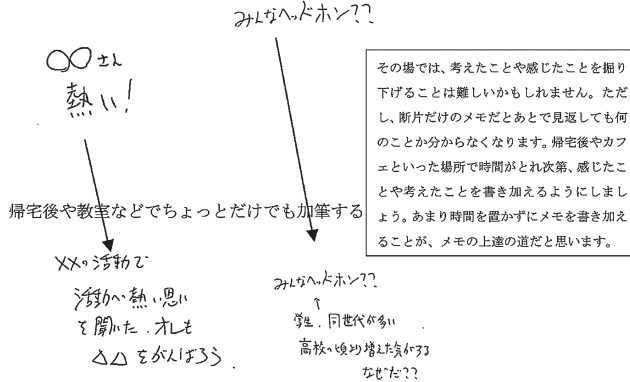 みんなヘッドホン??
〇〇さん
熱い!
その場では、考えたことや感じたことを掘り
下げることは難しいかもしれません。ただ
し、断片だけのメモだとあとで見返しても何
のことか分からなくなります。帰宅後やカフ
ェといった場所で時間がとれ次第、感じたこ
とや考えたことを書き加えるようにしましょ
う。あまり時間を置かずにメモを書き加え
ることが、メモの上達の道だと思います。
帰宅後や教室などでちょっとだけでも加筆する
××の活動で
活動への熱い思い
を聞いた.オレも
△△をがんばろう.
みんなヘッドホン??
↑
学生.同世代が多い
高校の頃より増えた気がする
なぜだ??